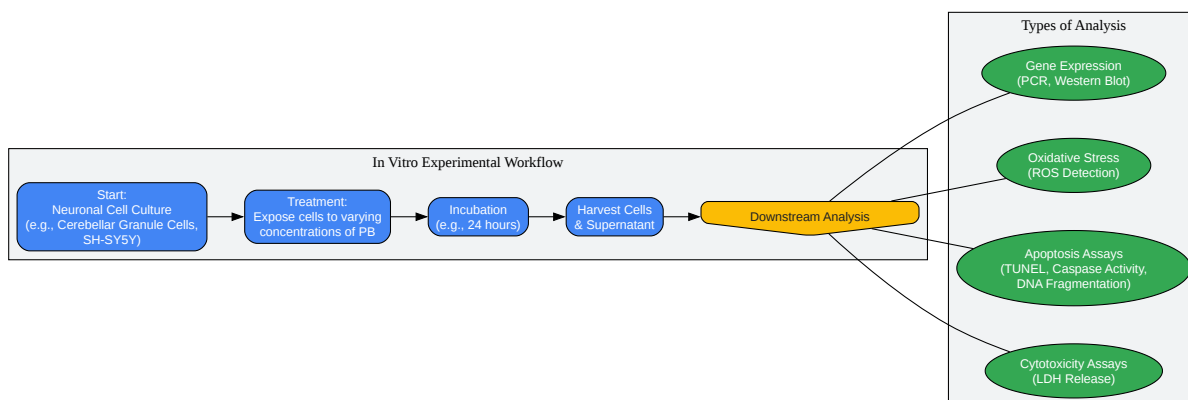 In Vitro Experimental Workflow
Start:
Neuronal Cell Culture
(e.g., Cerebellar Granule Cells,
SH-SY5Y)
Treatment:
Expose cells to varying
concentrations of PB
Incubation
(e.g., 24 hours)
Harvest Cells
& Supernatant
Downstream Analysis
Types of Analysis
Gene Expression
(PCR, Western Blot)
Oxidative Stress
(ROS Detection)
Apoptosis Assays
(TUNEL, Caspase Activity,
DNA Fragmentation)
Cytotoxicity Assays
(LDH Release)